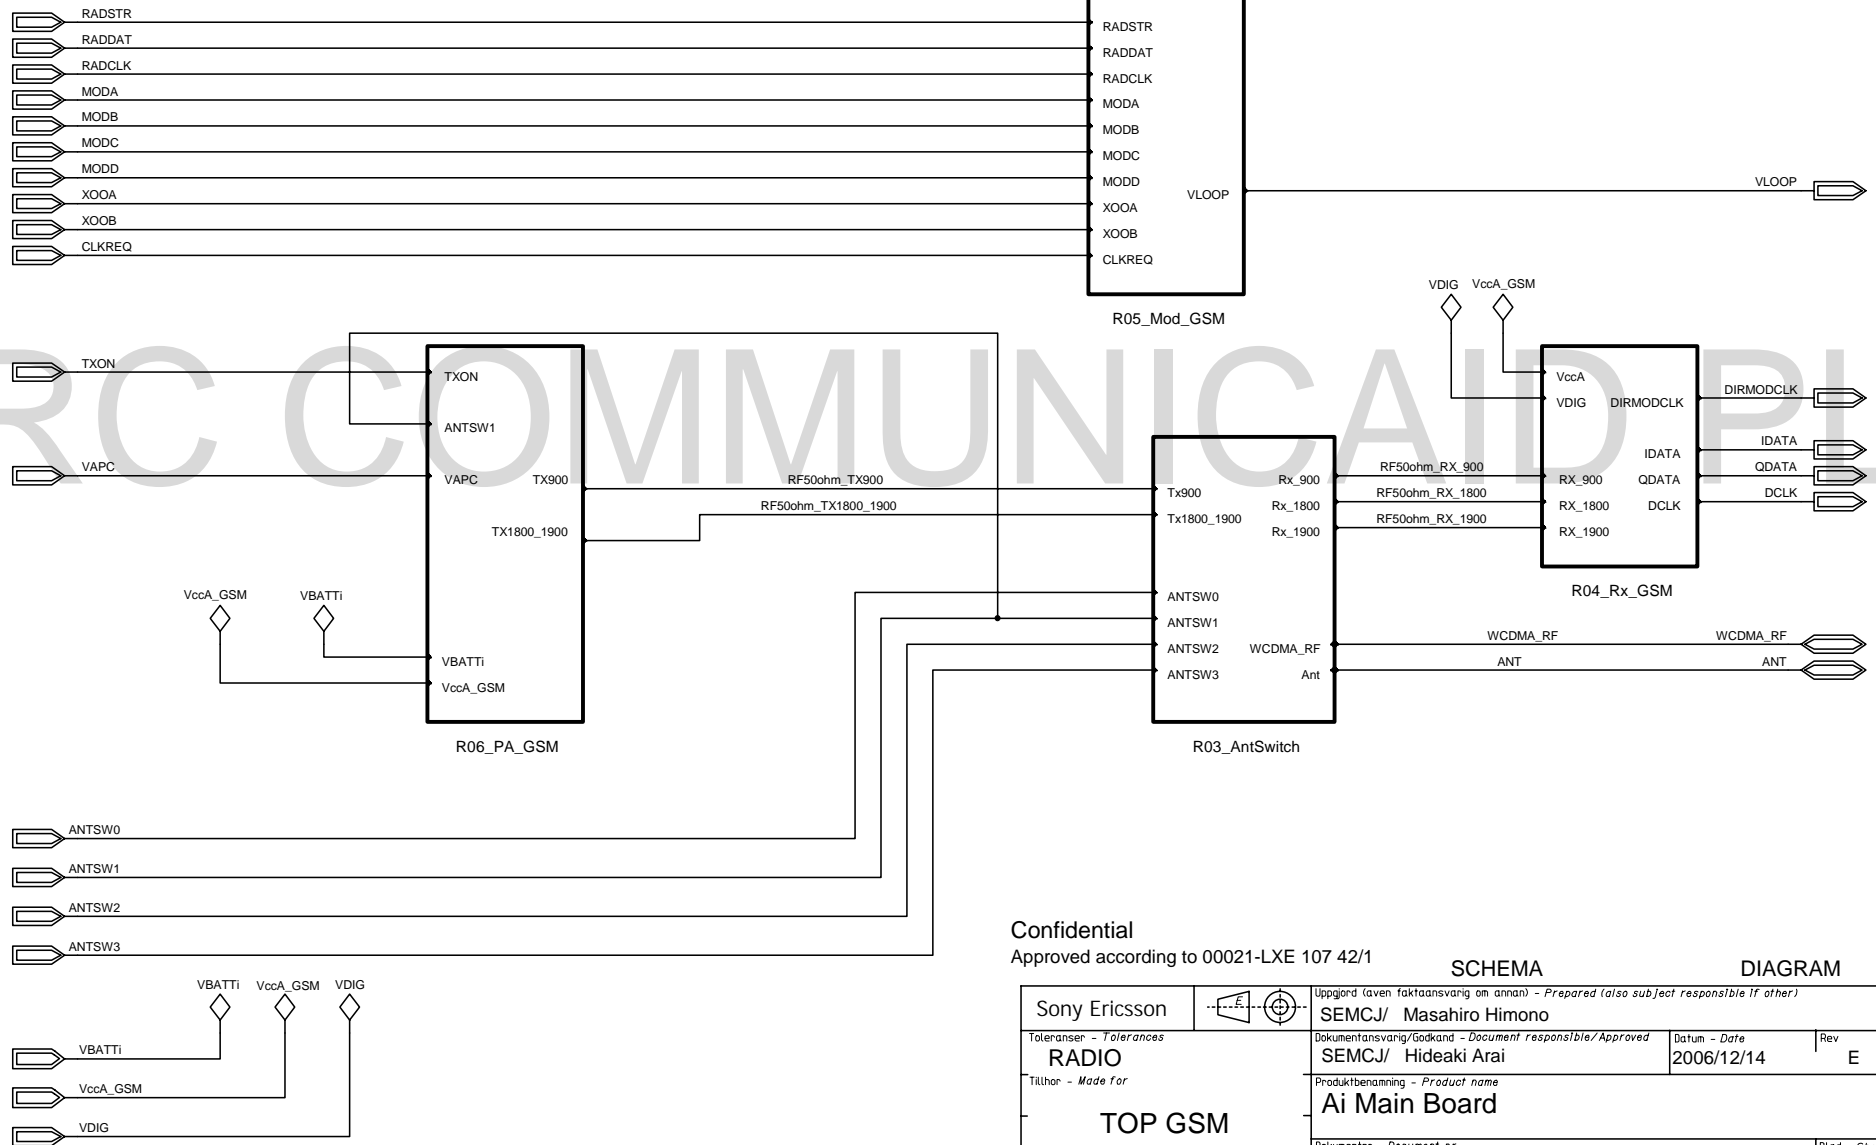 RADSTR
RADDAT
RADCLK
MODA
MODB
MODC
MODD
XOOA
XOOB
CLKREQ
RADSTR
RADDAT
RADCLK
MODA
MODB
MODC
MODD
XOOA
XOOB
CLKREQ
VLOOP
VLOOP
R05_Mod_GSM
RC COMMUNICAID
TXON
VAPC
TXON
ANTSW1
VAPC
TX900
TX1800_1900
VccA_GSM
VBATTi
VBATTi
VccA_GSM
R06_PA_GSM
RF50ohm_TX900
RF50ohm_TX1800_1900
Tx900
Tx1800_1900
Rx_900
Rx_1800
Rx_1900
ANTSW0
ANTSW1
ANTSW2
ANTSW3
WCDMA_RF
Ant
R03_AntSwitch
RF50ohm_RX_900
RF50ohm_RX_1800
RF50ohm_RX_1900
VDIG
VccA_GSM
VccA
VDIG
DIRMODCLK
IDATA
QDATA
DCLK
RX_900
RX_1800
RX_1900
R04_Rx_GSM
DIRMODCLK
IDATA
QDATA
DCLK
WCDMA_RF
WCDMA_RF
ANT
ANT
ANTSW0
ANTSW1
ANTSW2
ANTSW3
VBATTi
VccA_GSM
VDIG
VBATTi
VccA_GSM
VDIG
Confidential
Approved according to 00021-LXE 107 42/1
SCHEMA
DIAGRAM
Sony Ericsson
E
Uppgjord (aven faktaansvarig om annan) - Prepared (also subject responsible if other)
SEMCJ/ Masahiro Himono
Toleranser - Tolerances
RADIO
Dokumentansvarig/Godkand - Document responsible/Approved
SEMCJ/ Hideaki Arai
Datum - Date
2006/12/14
Rev
E
Tillhor - Made for
TOP GSM
Produktbenamning - Product name
Ai Main Board